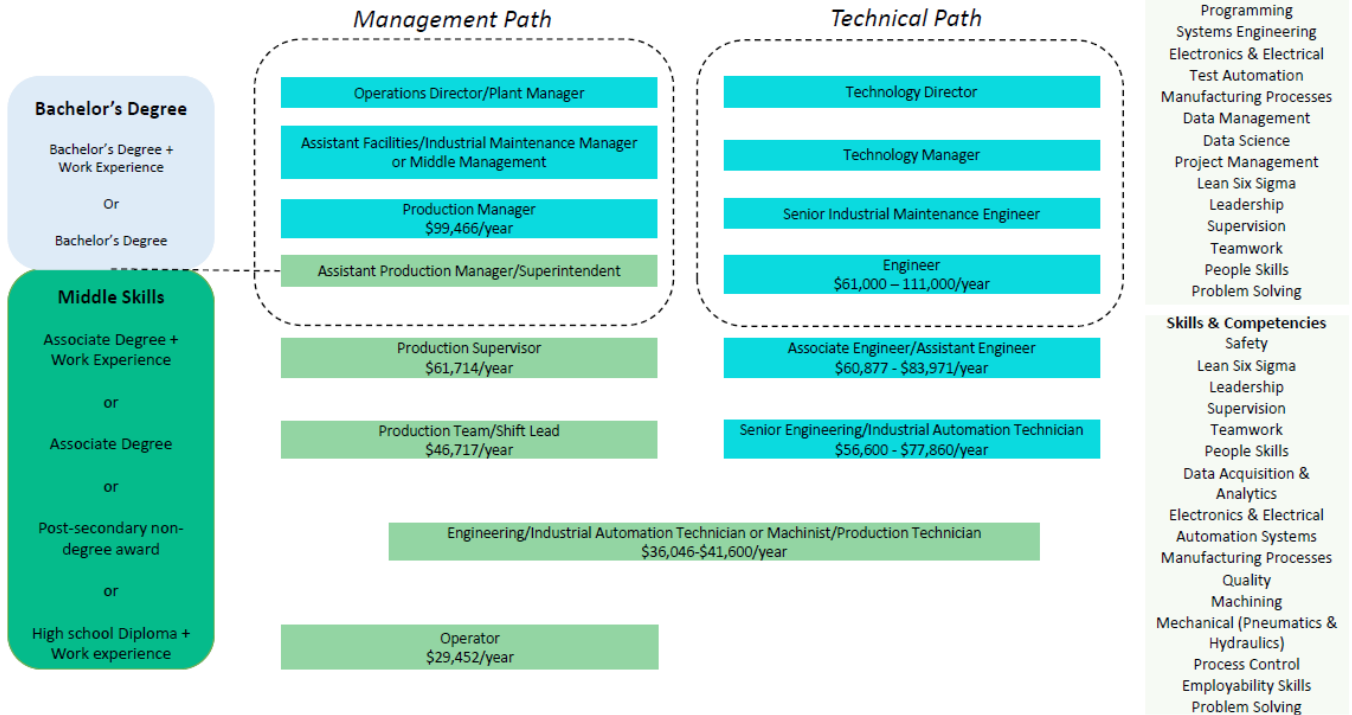 Management Path
Technical Path
Bachelor’s Degree
Bachelor’s Degree +
Work Experience
Or
Bachelor’s Degree
Middle Skills
Associate Degree +
Work Experience
or
Associate Degree
or
Post-secondary non-
degree award
or
High school Diploma +
Work experience
Operations Director/Plant Manager
Assistant Facilities/Industrial Maintenance Manager
or Middle Management
Production Manager
$99,466/year
Assistant Production Manager/Superintendent
Production Supervisor
$61,714/year
Production Team/Shift Lead
$46,717/year
Technology Director
Technology Manager
Senior Industrial Maintenance Engineer
Engineer
$61,000 – 111,000/year
Associate Engineer/Assistant Engineer
$60,877 - $83,971/year
Senior Engineering/Industrial Automation Technician
$56,600 - $77,860/year
Engineering/Industrial Automation Technician or Machinist/Production Technician
$36,046-$41,600/year
Operator
$29,452/year
Programming
Systems Engineering
Electronics & Electrical
Test Automation
Manufacturing Processes
Data Management
Data Science
Project Management
Lean Six Sigma
Leadership
Supervision
Teamwork
People Skills
Problem Solving
Skills & Competencies
Safety
Lean Six Sigma
Leadership
Supervision
Teamwork
People Skills
Data Acquisition &
Analytics
Electronics & Electrical
Automation Systems
Manufacturing Processes
Quality
Machining
Mechanical (Pneumatics &
Hydraulics)
Process Control
Employability Skills
Problem Solving